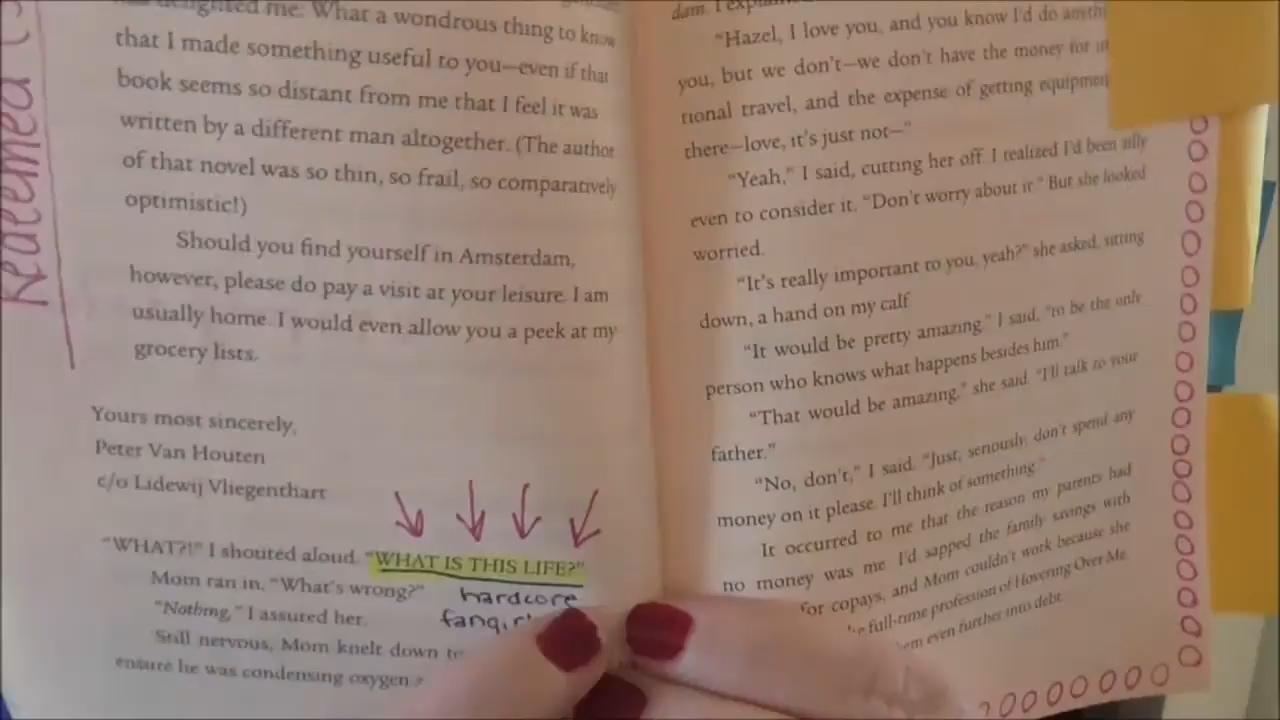 delighted me: What a wondrous thing to know
that I made something useful to you—even if that
book seems so distant from me that I feel it was
written by a different man altogether. (The author
of that novel was so thin, so frail, so comparatively
optimistic!)
Should you find yourself in Amsterdam,
however, please do pay a visit at your leisure. I am
usually home. I would even allow you a peek at my
grocery lists.
Yours most sincerely,
Peter Van Houten
c/o Lidewij Vliegenthart
"WHAT?!" I shouted aloud. "WHAT IS THIS LIFE?"
Mom ran in. "What's wrong?"
hardcore
"Nothing," I assured her.
Still nervous, Mom knelt down to
ensure he was condensing oxygen
"Hazel, I love you, and you know I'd do
you, but we don't—we don't have the money for
tional travel, and the expense of getting
there—love, it's just not—"
"Yeah," I said, cutting her off. I realized I'd been silly
even to consider it. "Don't worry about it." But she looked
worried.
"It's really important to you, yeah?" she asked, sitting
down, a hand on my calf.
"It would be pretty amazing," I said, "to be the only
person who knows what happens besides him."
"That would be amazing," she said. "I'll talk to your
father."
"No, don't," I said. "Just, seriously, don't spend any
money on it please. I'll think of something."
It occurred to me that the reason my parents had
no money was me. I'd sapped the family savings with
for copays, and Mom couldn't work because she
full-time profession of Hovering Over Me.
even further into debt.